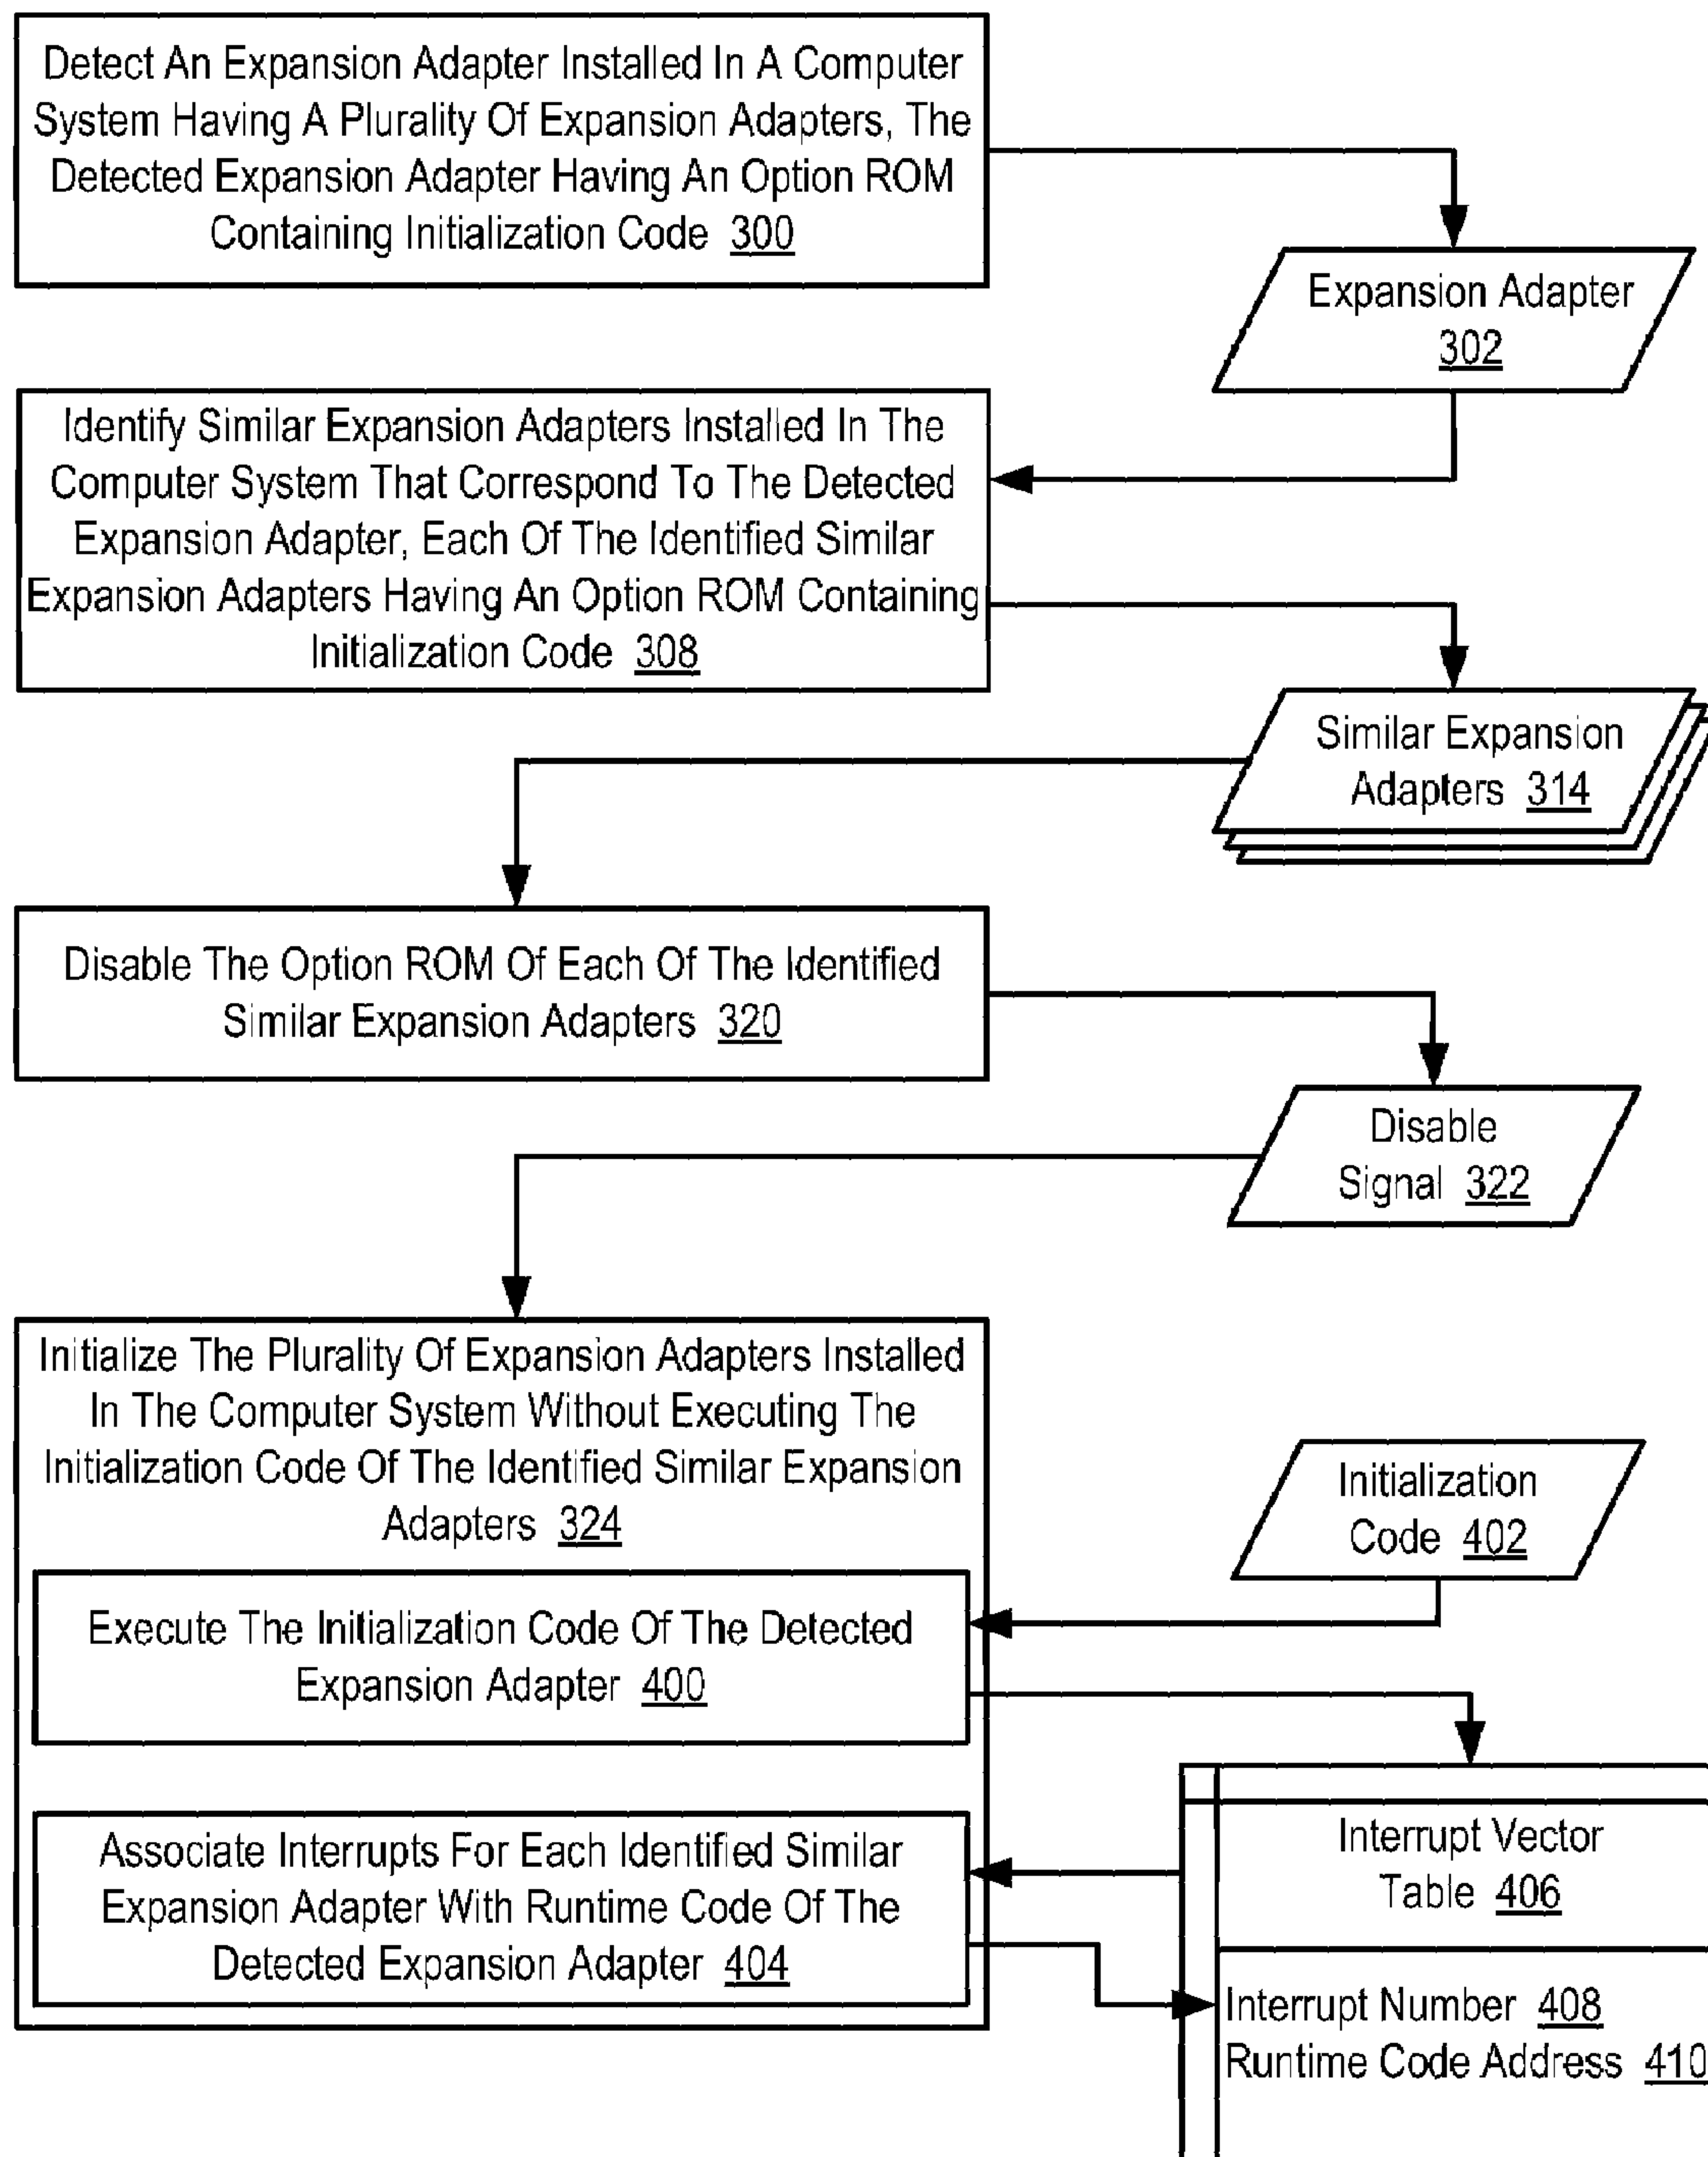 Detect An Expansion Adapter Installed In A Computer
System Having A Plurality Of Expansion Adapters, The
Detected Expansion Adapter Having An Option ROM
Containing Initialization Code 300
Expansion Adapter
302
Identify Similar Expansion Adapters Installed In The
Computer System That Correspond To The Detected
Expansion Adapter, Each Of The Identified Similar
Expansion Adapters Having An Option ROM Containing
Initialization Code 308
Similar Expansion
Adapters 314
Disable The Option ROM Of Each Of The Identified
Similar Expansion Adapters 320
Disable
Signal 322
Initialize The Plurality Of Expansion Adapters Installed
In The Computer System Without Executing The
Initialization Code Of The Identified Similar Expansion
Adapters 324
Initialization
Code 402
Execute The Initialization Code Of The Detected
Expansion Adapter 400
Interrupt Vector
Table 406
Associate Interrupts For Each Identified Similar
Expansion Adapter With Runtime Code Of The
Detected Expansion Adapter 404
Interrupt Number 408
Runtime Code Address 410